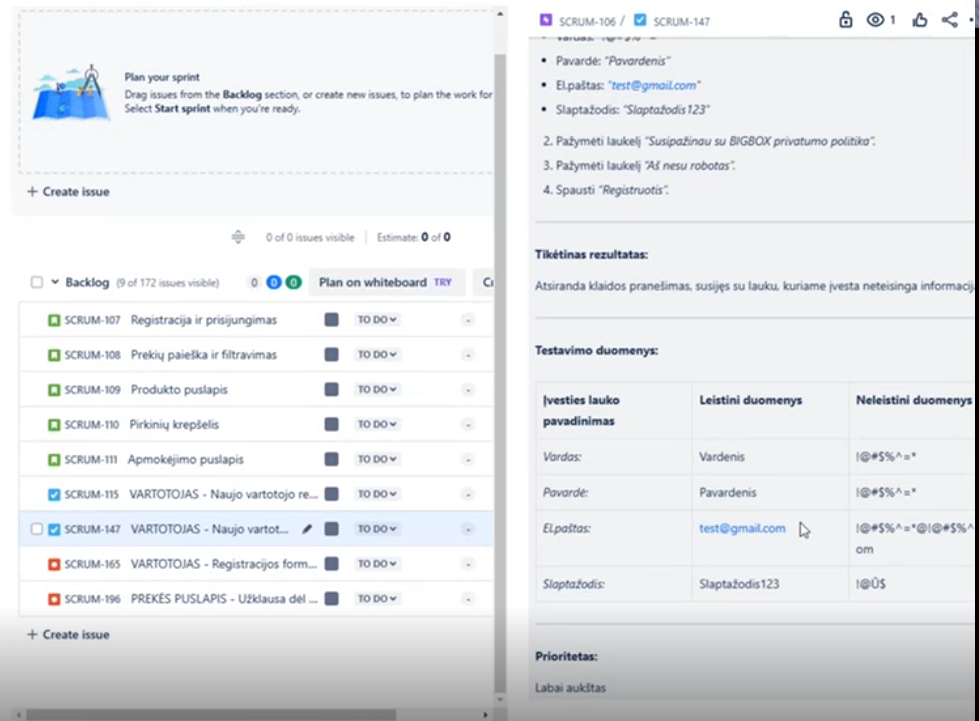 Plan your sprint
Drag issues from the Backlog section, or create new issues, to plan the work for
Select Start sprint when you're ready.
+ Create issue
0 of 0 issues visible | Estimate: 0 of 0
Backlog (9 of 172 issues visible) 0 0 0 Plan on whiteboard TRY
SCRUM-107 Registracija ir prisijungimas TO DO -
SCRUM-108 Prekių paieška ir filtravimas TO DO -
SCRUM-109 Produkto puslapis TO DO -
SCRUM-110 Pirkinių krepšelis TO DO -
SCRUM-111 Apmokėjimo puslapis TO DO -
SCRUM-115 VARTOTOJAS - Naujo vartotojo re... TO DO -
SCRUM-147 VARTOTOJAS - Naujo vartot... TO DO -
SCRUM-165 VARTOTOJAS - Registracijos form... TO DO -
SCRUM-196 PREKĖS PUSLAPIS - Užklausa dėl ... TO DO -
+ Create issue
SCRUM-106 / SCRUM-147 1
• Pavardė: "Pavardenis"
• El.paštas: "test@gmail.com"
• Slaptažodis: "Slaptažodis123"
2. Pažymėti laukelį "Susipažinau su BIGBOX privatumo politika".
3. Pažymėti laukelį "Aš nesu robotas".
4. Spausti "Registruotis".
Tikėtinas rezultatas:
Atsiranda klaidos pranešimas, susijęs su lauku, kuriame įvesta neteisinga
Testavimo duomenys:
Įvesties lauko pavadinimas Leistini duomenys Neleistini duomenys
Vardas: Vardenis !@#$%^=*
Pavardė: Pavardenis !@#$%^=*
El.paštas: test@gmail.com !@#$%^=*@!@#$%^
om
Slaptažodis: Slaptažodis123 !@Ū$
Prioritetas:
Labai aukštas